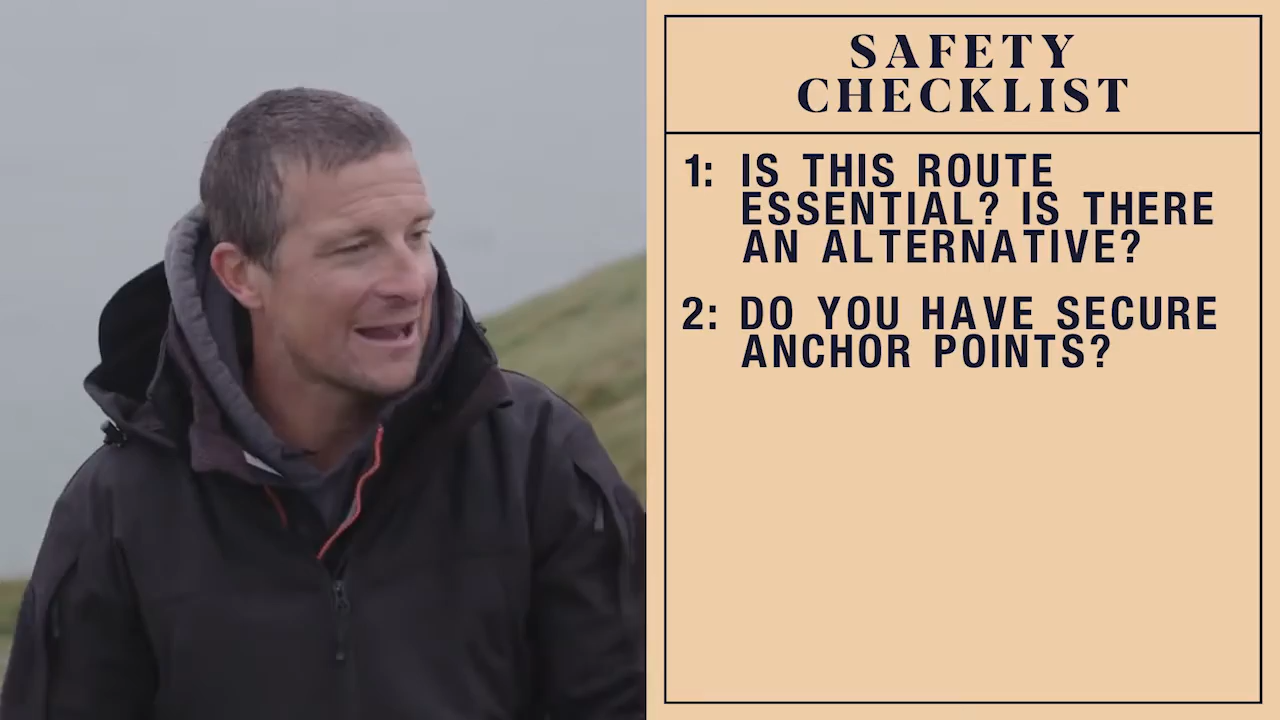 SAFETY
CHECKLIST
1: IS THIS ROUTE
ESSENTIAL? IS THERE
AN ALTERNATIVE?
2: DO YOU HAVE SECURE
ANCHOR POINTS?